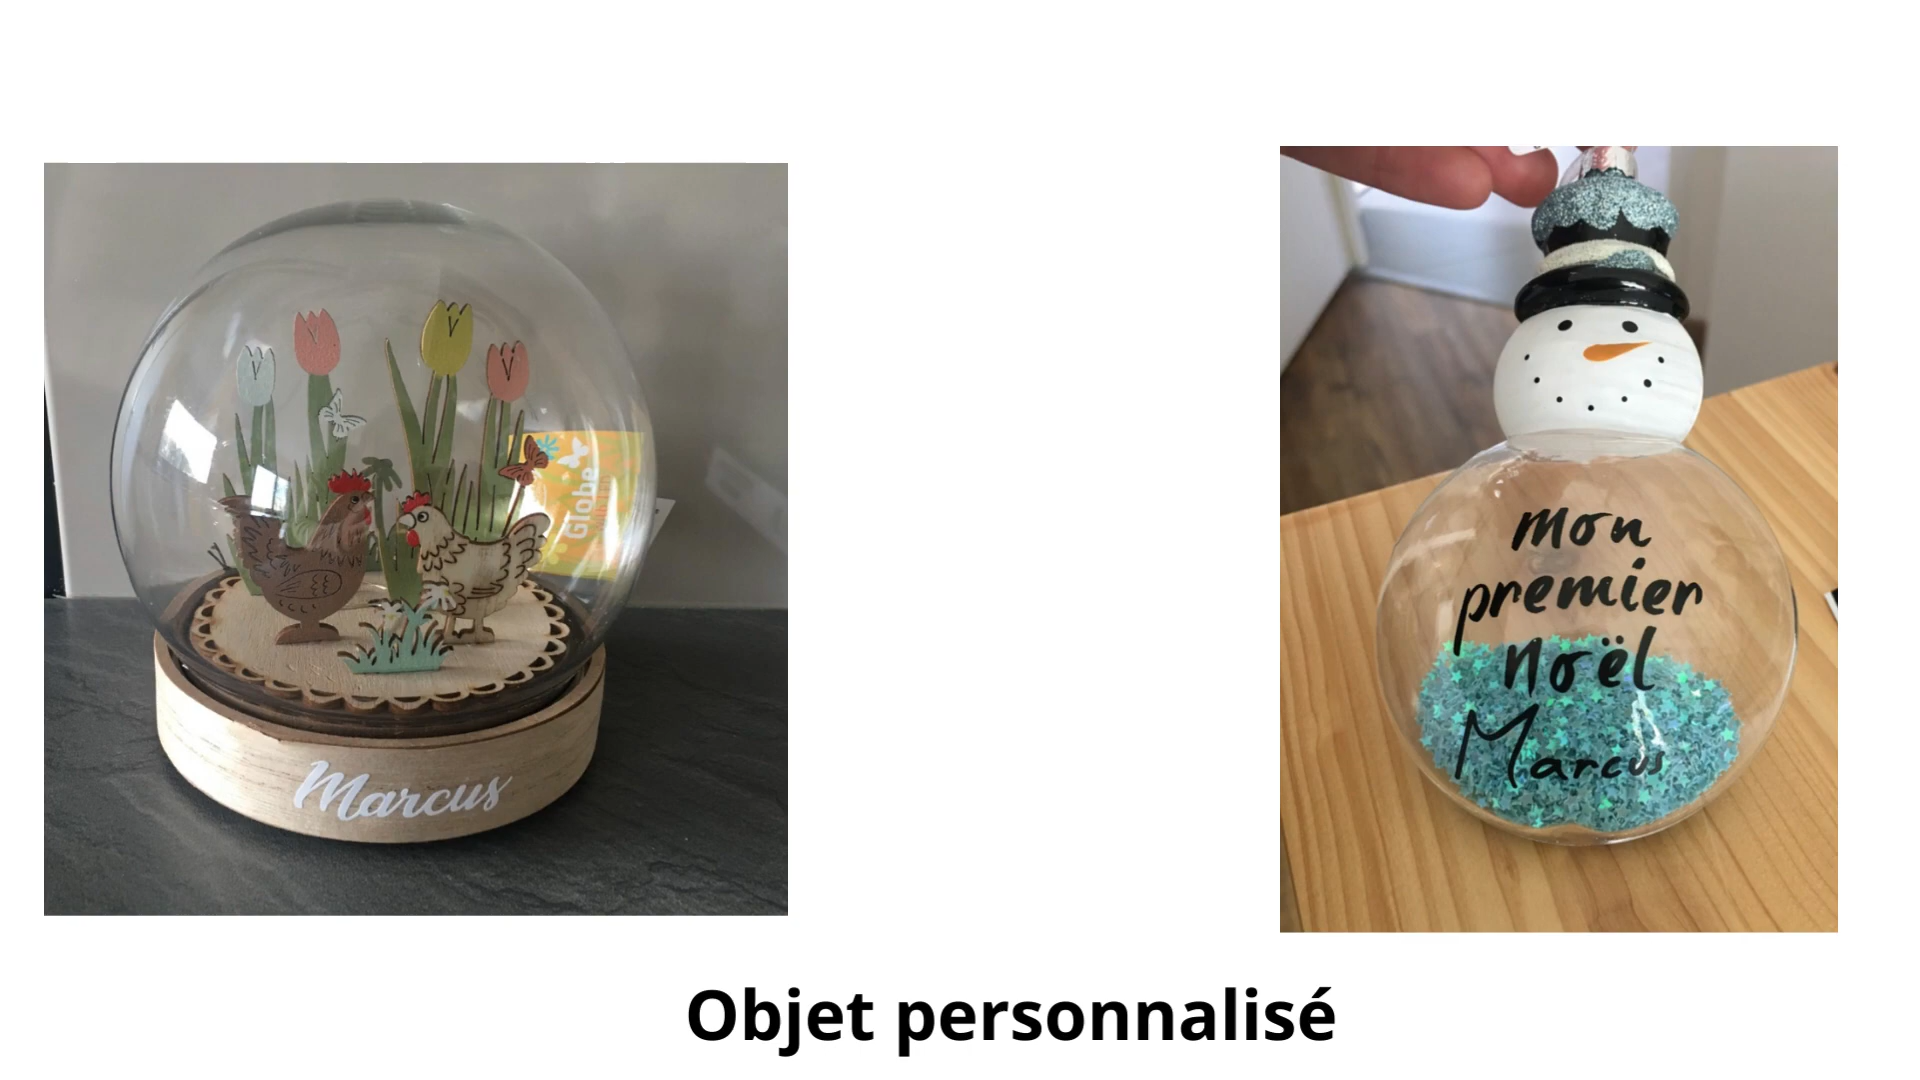 Globe
Marcus
mon
premier
noël
Marcus
Objet personnalisé